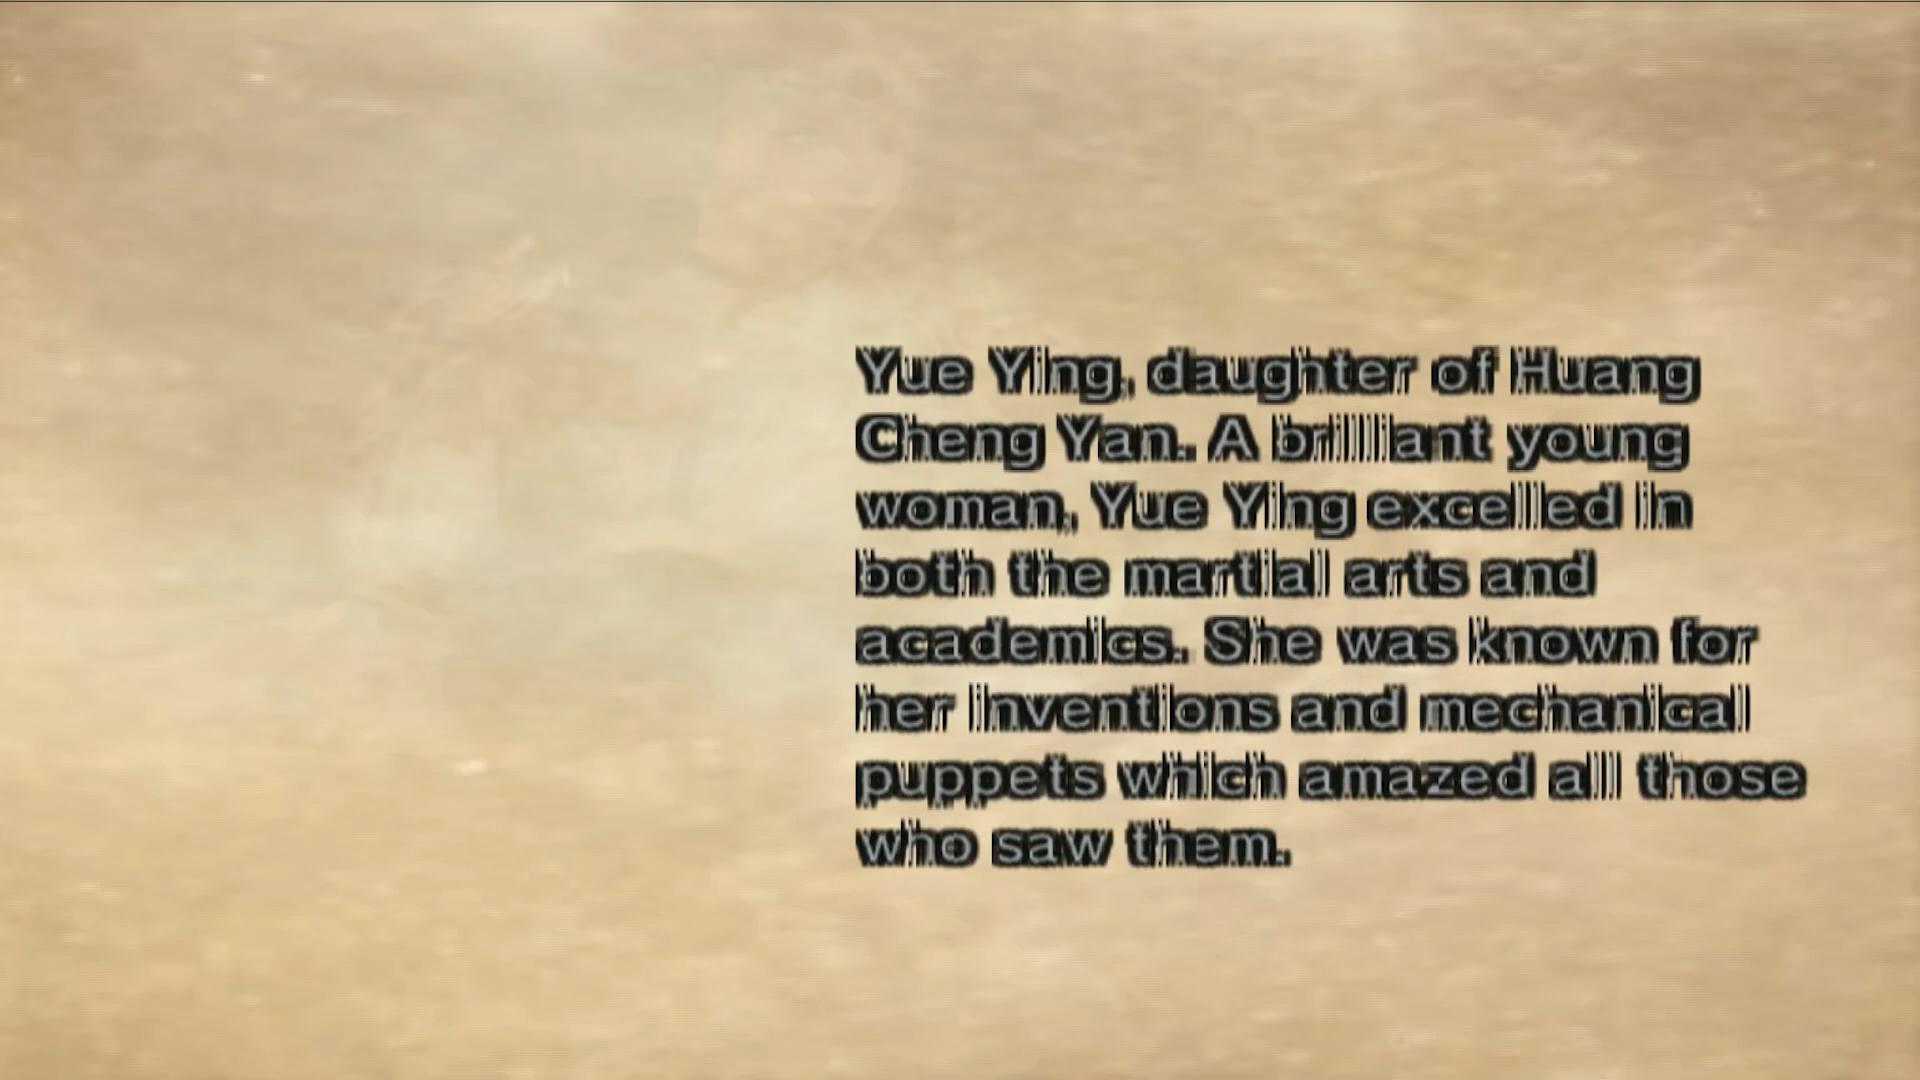 Yue Ying, daughter of Huang
Cheng Yan. A brilliant young
woman, Yue Ying excelled in
both the martial arts and
academics. She was known for
her inventions and mechanical
puppets which amazed all those
who saw them.